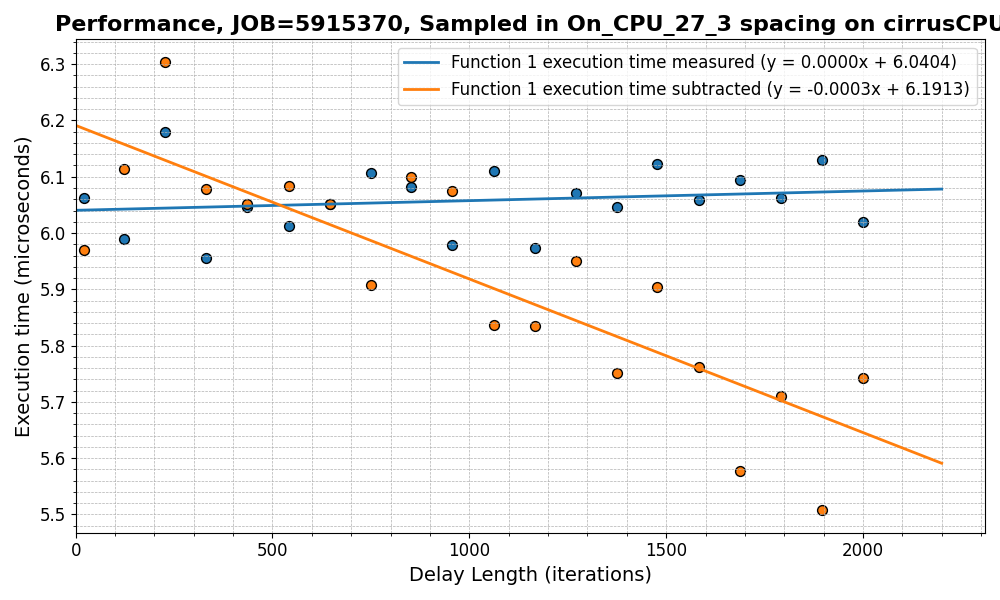 Performance, JOB=5915370, Sampled in On_CPU_27_3 spacing on cirrusCPU
Function 1 execution time measured (y = 0.0000x + 6.0404)
Function 1 execution time subtracted (y = -0.0003x + 6.1913)
Execution time (microseconds)
6.3
6.2
6.1
6.0
5.9
5.8
5.7
5.6
5.5
0 500 1000 1500 2000
Delay Length (iterations)